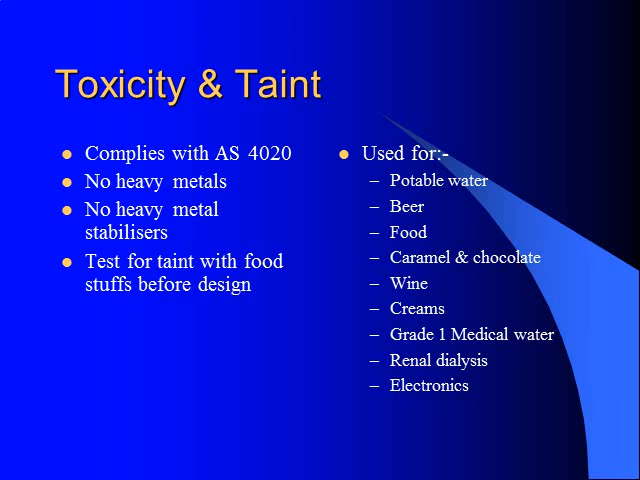 Toxicity & Taint
● Complies with AS 4020
● No heavy metals
● No heavy metal
stabilisers
● Test for taint with food
stuffs before design
● Used for:-
– Potable water
– Beer
– Food
– Caramel & chocolate
– Wine
– Creams
– Grade 1 Medical water
– Renal dialysis
– Electronics